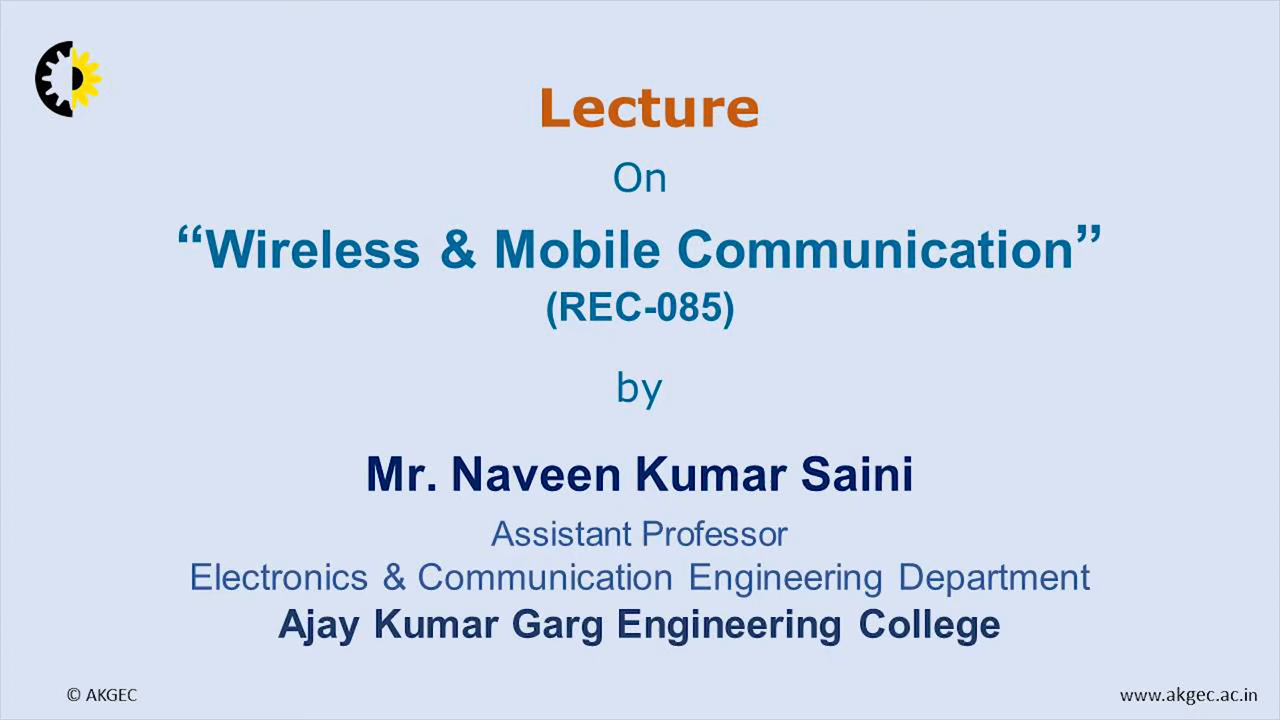 Lecture
On
“Wireless & Mobile Communication”
(REC-085)
by
Mr. Naveen Kumar Saini
Assistant Professor
Electronics & Communication Engineering Department
Ajay Kumar Garg Engineering College
© AKGEC
www.akgec.ac.in